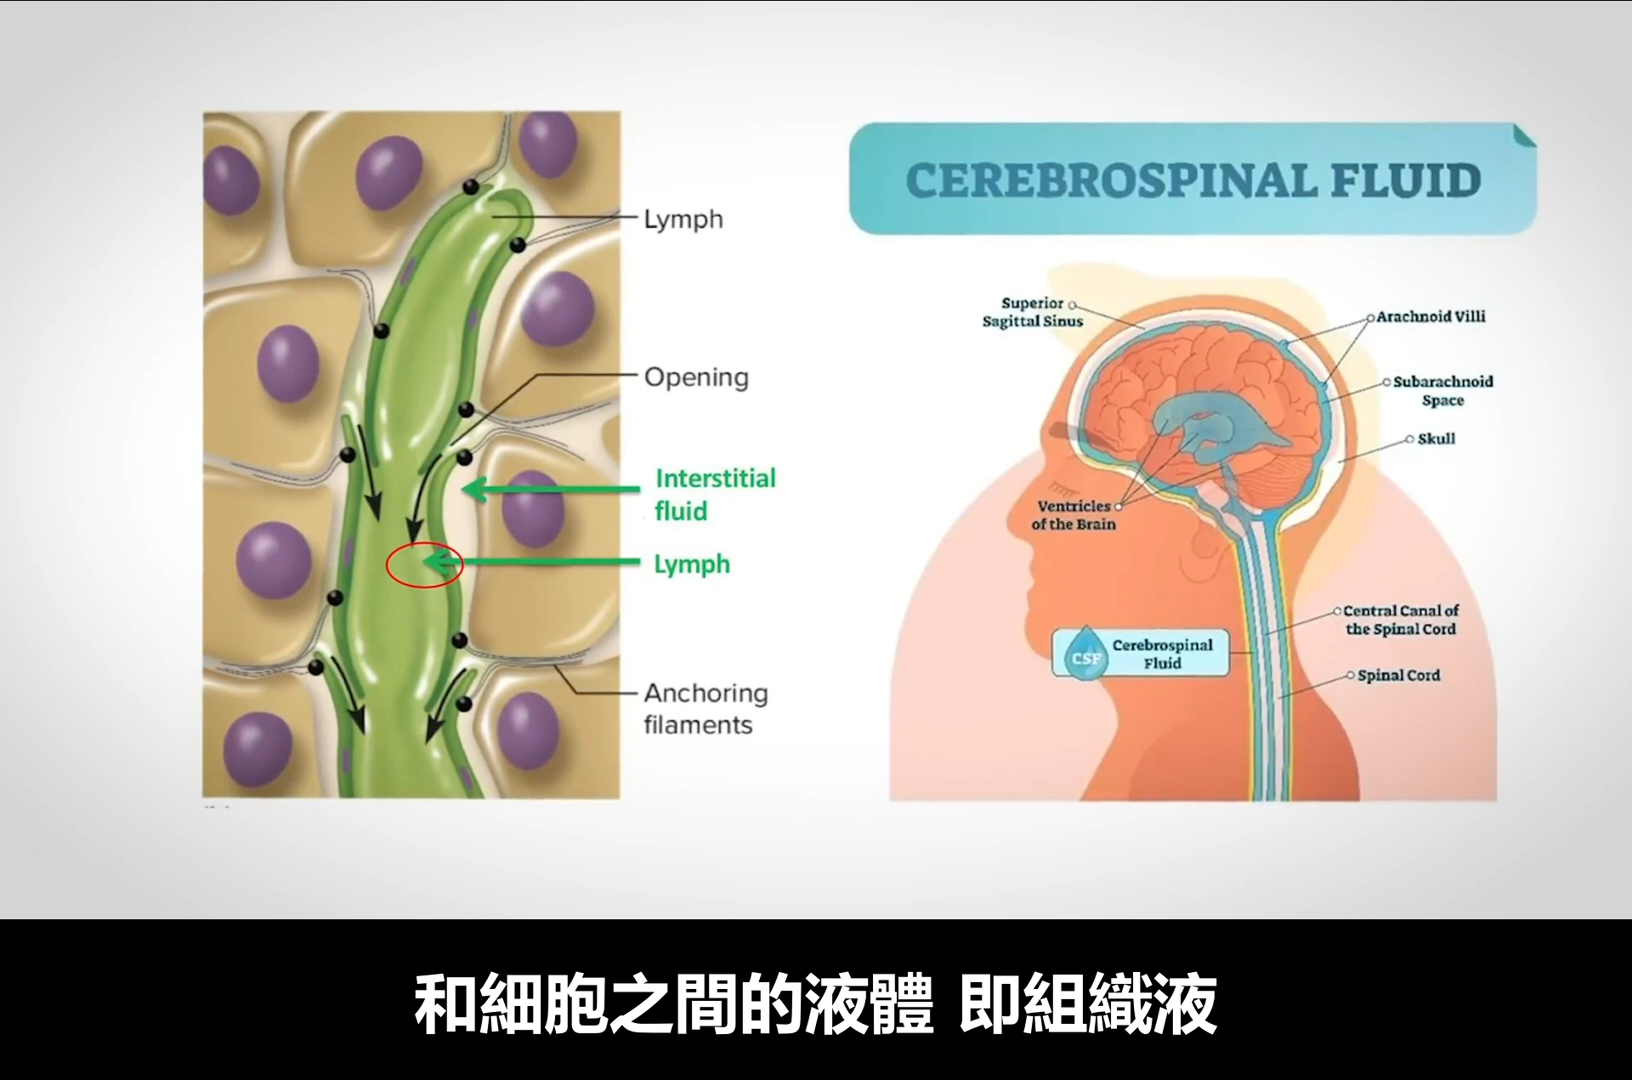 Lymph
Opening
Interstitial
fluid
Lymph
Anchoring
filaments
CEREBROSPINAL FLUID
Superior
Sagittal Sinus
Arachnoid Villi
Subarachnoid
Space
Skull
Ventricles
of the Brain
Central Canal of
the Spinal Cord
CSF
Cerebrospinal
Fluid
Spinal Cord
和細胞之間的液體 即組織液